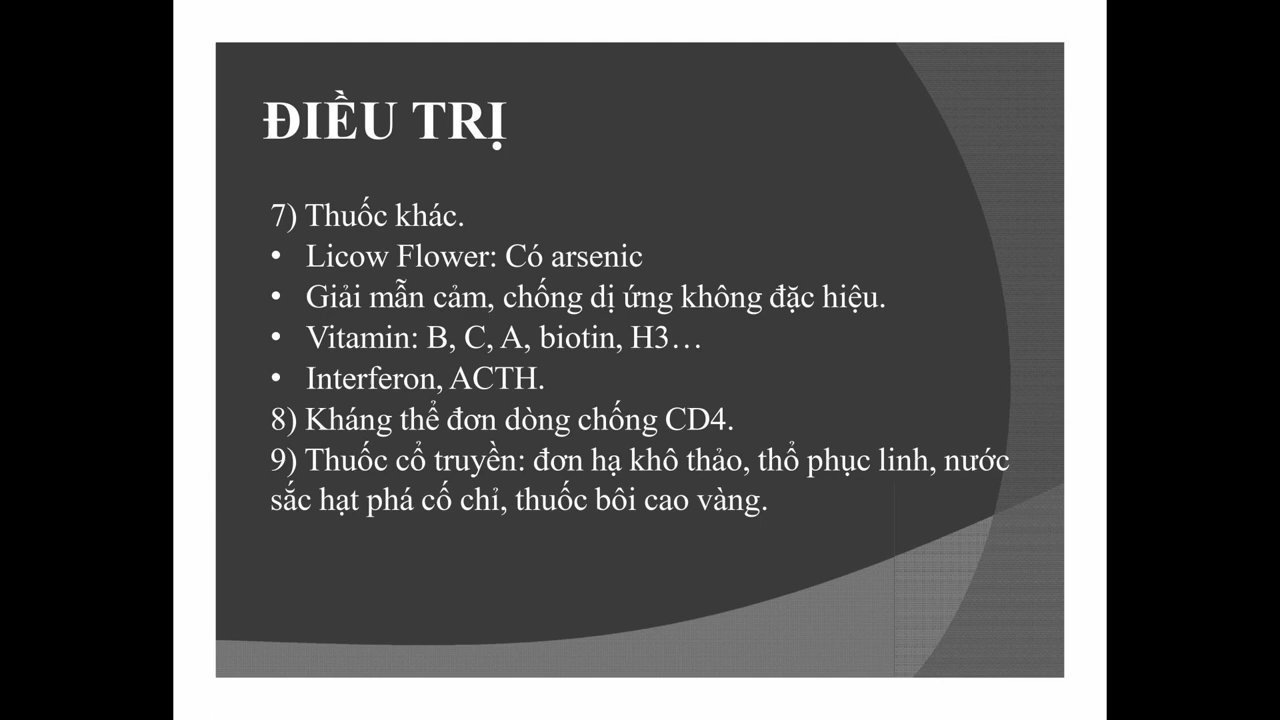 ĐIỀU TRỊ
7) Thuốc khác.
• Licow Flower: Có arsenic
• Giải mẫn cảm, chống dị ứng không đặc hiệu.
• Vitamin: B, C, A, biotin, H3…
• Interferon, ACTH.
8) Kháng thể đơn dòng chống CD4.
9) Thuốc cổ truyền: đơn hạ khô thảo, thổ phục linh, nước
sắc hạt phá cố chỉ, thuốc bôi cao vàng.